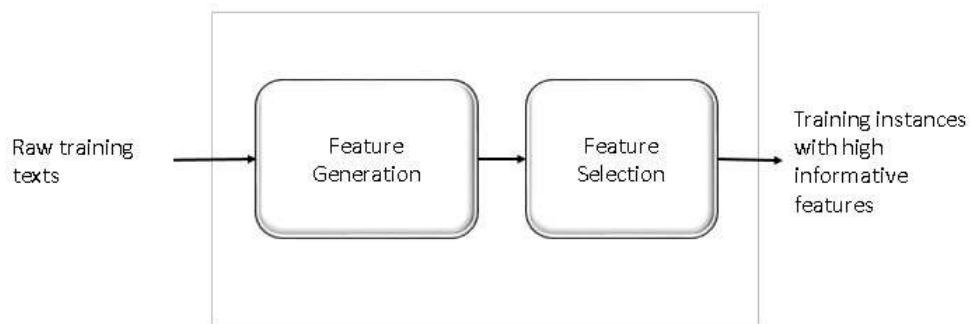 Raw training
texts
Feature
Generation
Feature
Selection
Training instances
with high
informative
features